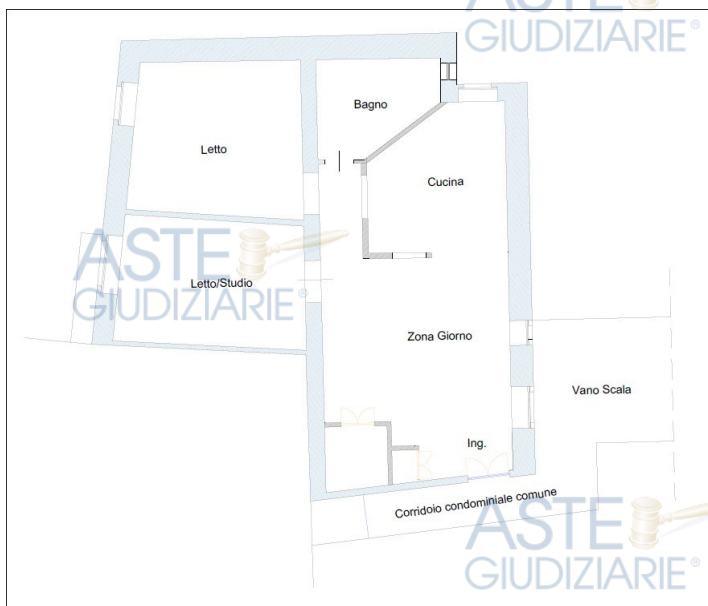 ASTE
GIUDIZIARIE®
Bagno
Letto
Cucina
ASTE
GIUDIZIARIE®
Letto/Studio
Zona Giorno
Vano Scala
Ing.
Corridoio condominiale comune
ASTE
GIUDIZIARIE®